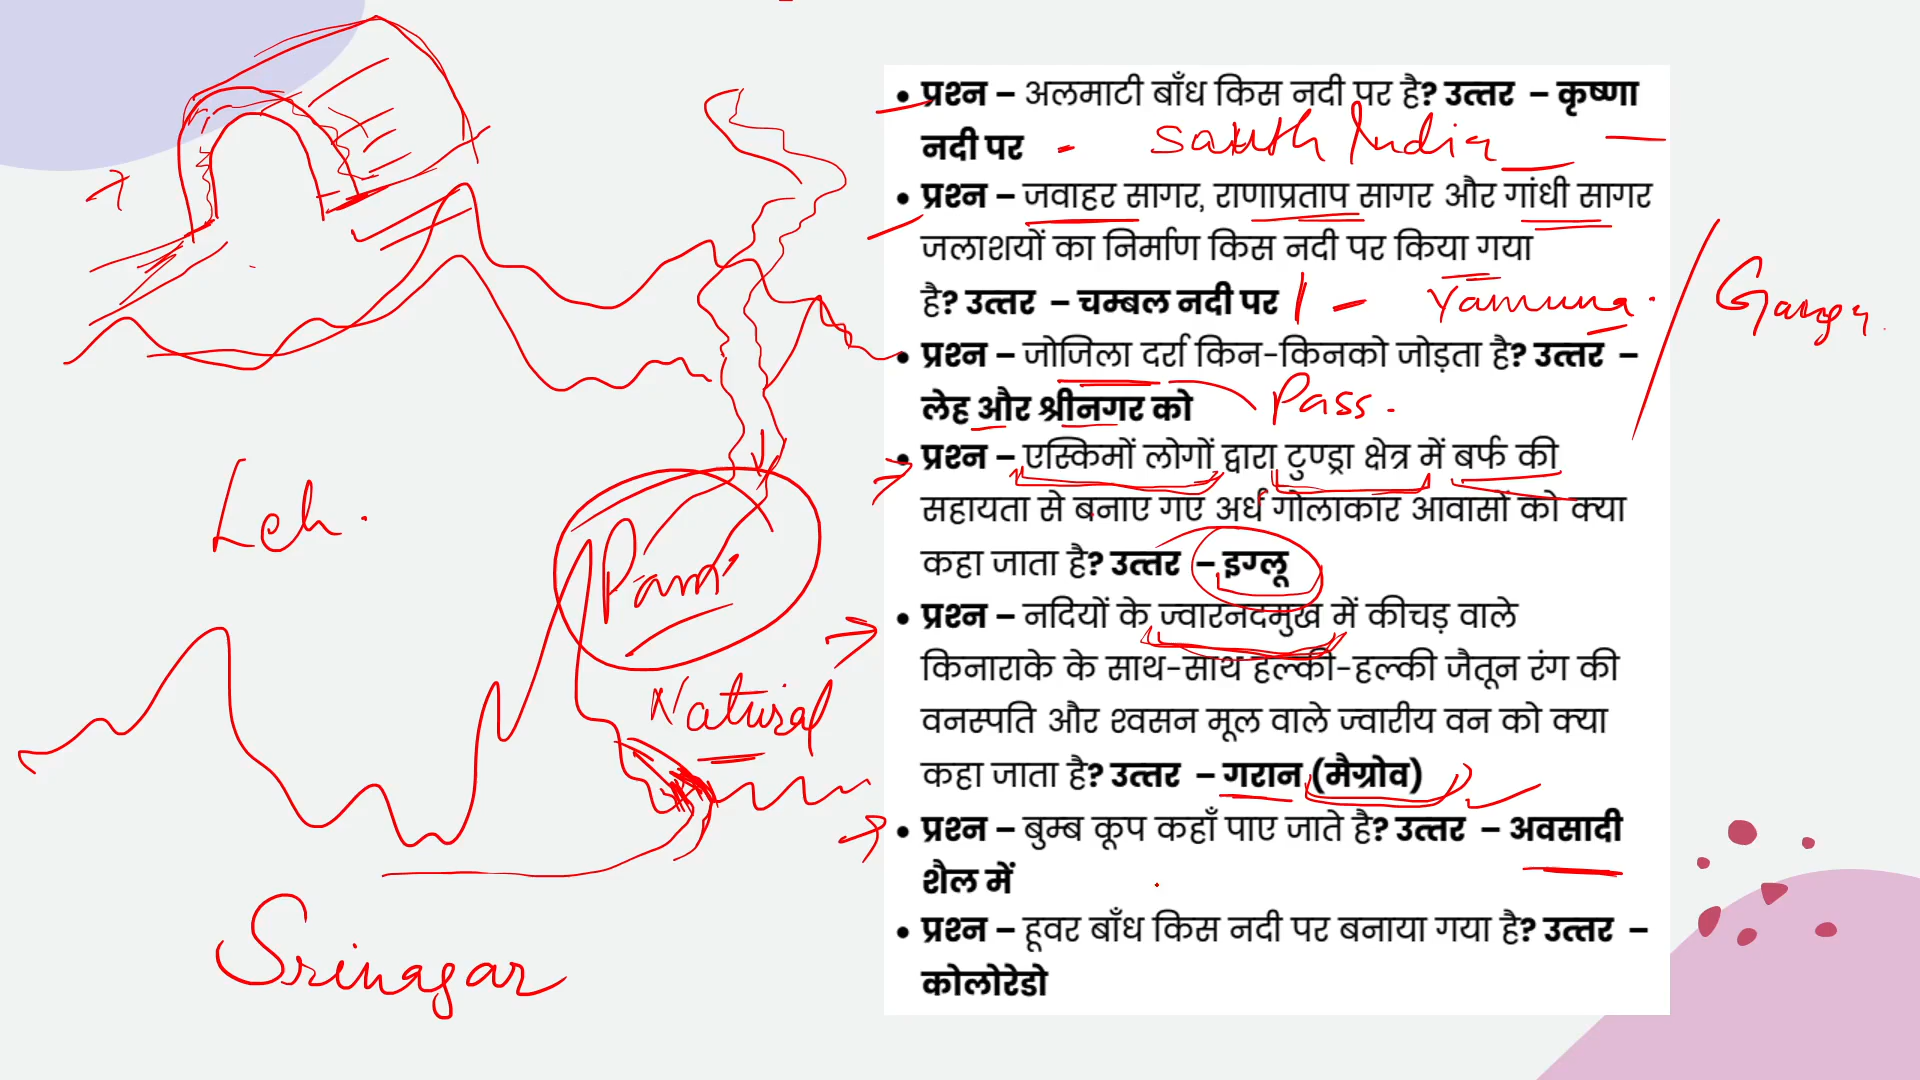 • प्रश्न – अलमाटी बाँध किस नदी पर है? उत्तर – कृष्णा
नदी पर - South India
• प्रश्न – जवाहर सागर, राणाप्रताप सागर और गांधी सागर
जलाशयों का निर्माण किस नदी पर किया गया
है? उत्तर – चम्बल नदी पर - Yamuna. / Ganga.
• प्रश्न – जोजिला दर्रा किन-किनको जोड़ता है? उत्तर –
लेह और श्रीनगर को Pass.
• प्रश्न – एस्किमों लोगों द्वारा टुण्ड्रा क्षेत्र में बर्फ की
सहायता से बनाए गए अर्ध गोलाकार आवासों को क्या
कहा जाता है? उत्तर – इग्लू
• प्रश्न – नदियों के ज्वारनदमुख में कीचड़ वाले
किनाराके के साथ-साथ हल्की-हल्की जैतून रंग की
वनस्पति और श्वसन मूल वाले ज्वारीय वन को क्या
कहा जाता है? उत्तर – गरान (मैग्रोव)
• प्रश्न – बुम्ब कूप कहाँ पाए जाते है? उत्तर – अवसादी
शैल में
• प्रश्न – हूवर बाँध किस नदी पर बनाया गया है? उत्तर –
कोलोरेडो
Leh.
Natural
Srinagar